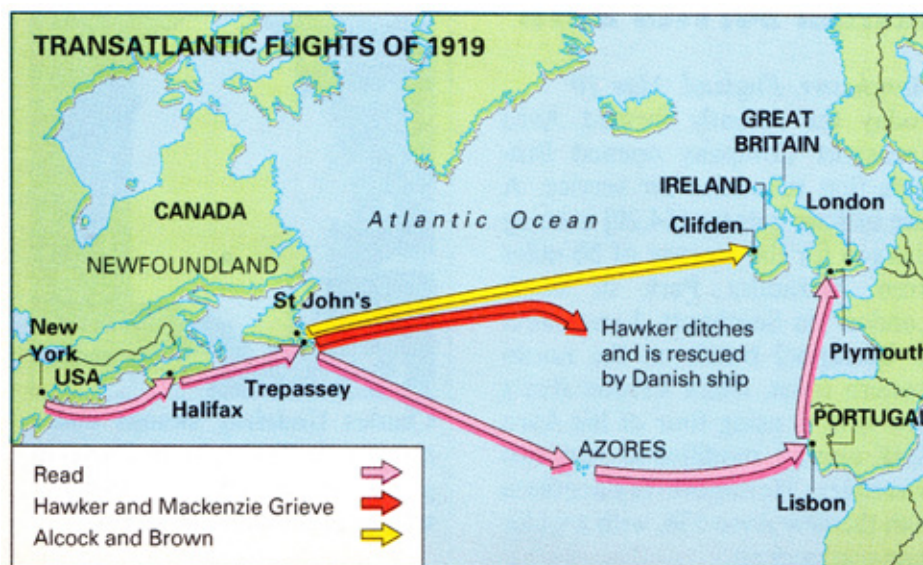 TRANSATLANTIC FLIGHTS OF 1919
GREAT
BRITAIN
IRELAND
London
Clifden
CANADA
Atlantic Ocean
NEWFOUNDLAND
St John's
New
York
USA
Halifax
Trepassey
Hawker ditches
and is rescued
by Danish ship
Plymouth
AZORES
PORTUGAL
Lisbon
Read
Hawker and Mackenzie Grieve
Alcock and Brown